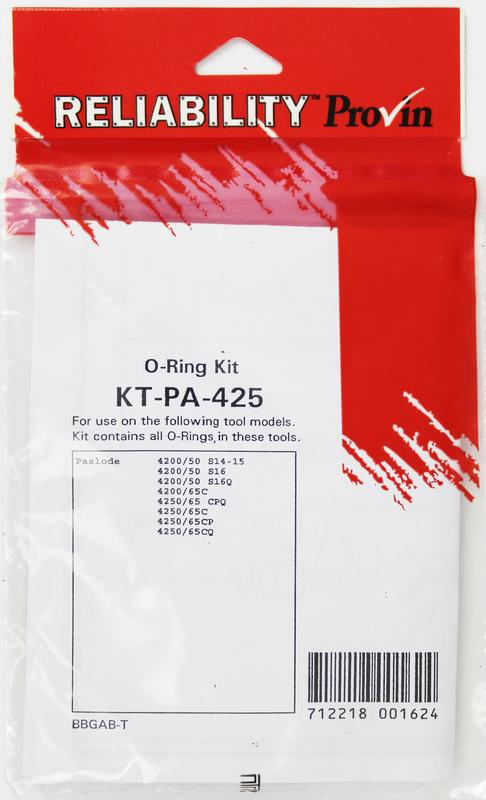 RELIABILITY™ Provin
O-Ring Kit
KT-PA-425
For use on the following tool models.
Kit contains all O-Rings in these tools.
Paslode 4200/50 S14-15
4200/50 S16
4200/50 S16Q
4200/65C
4250/65 CPQ
4250/65C
4250/65CP
4250/65CQ
BBGAB-T
712218 001624